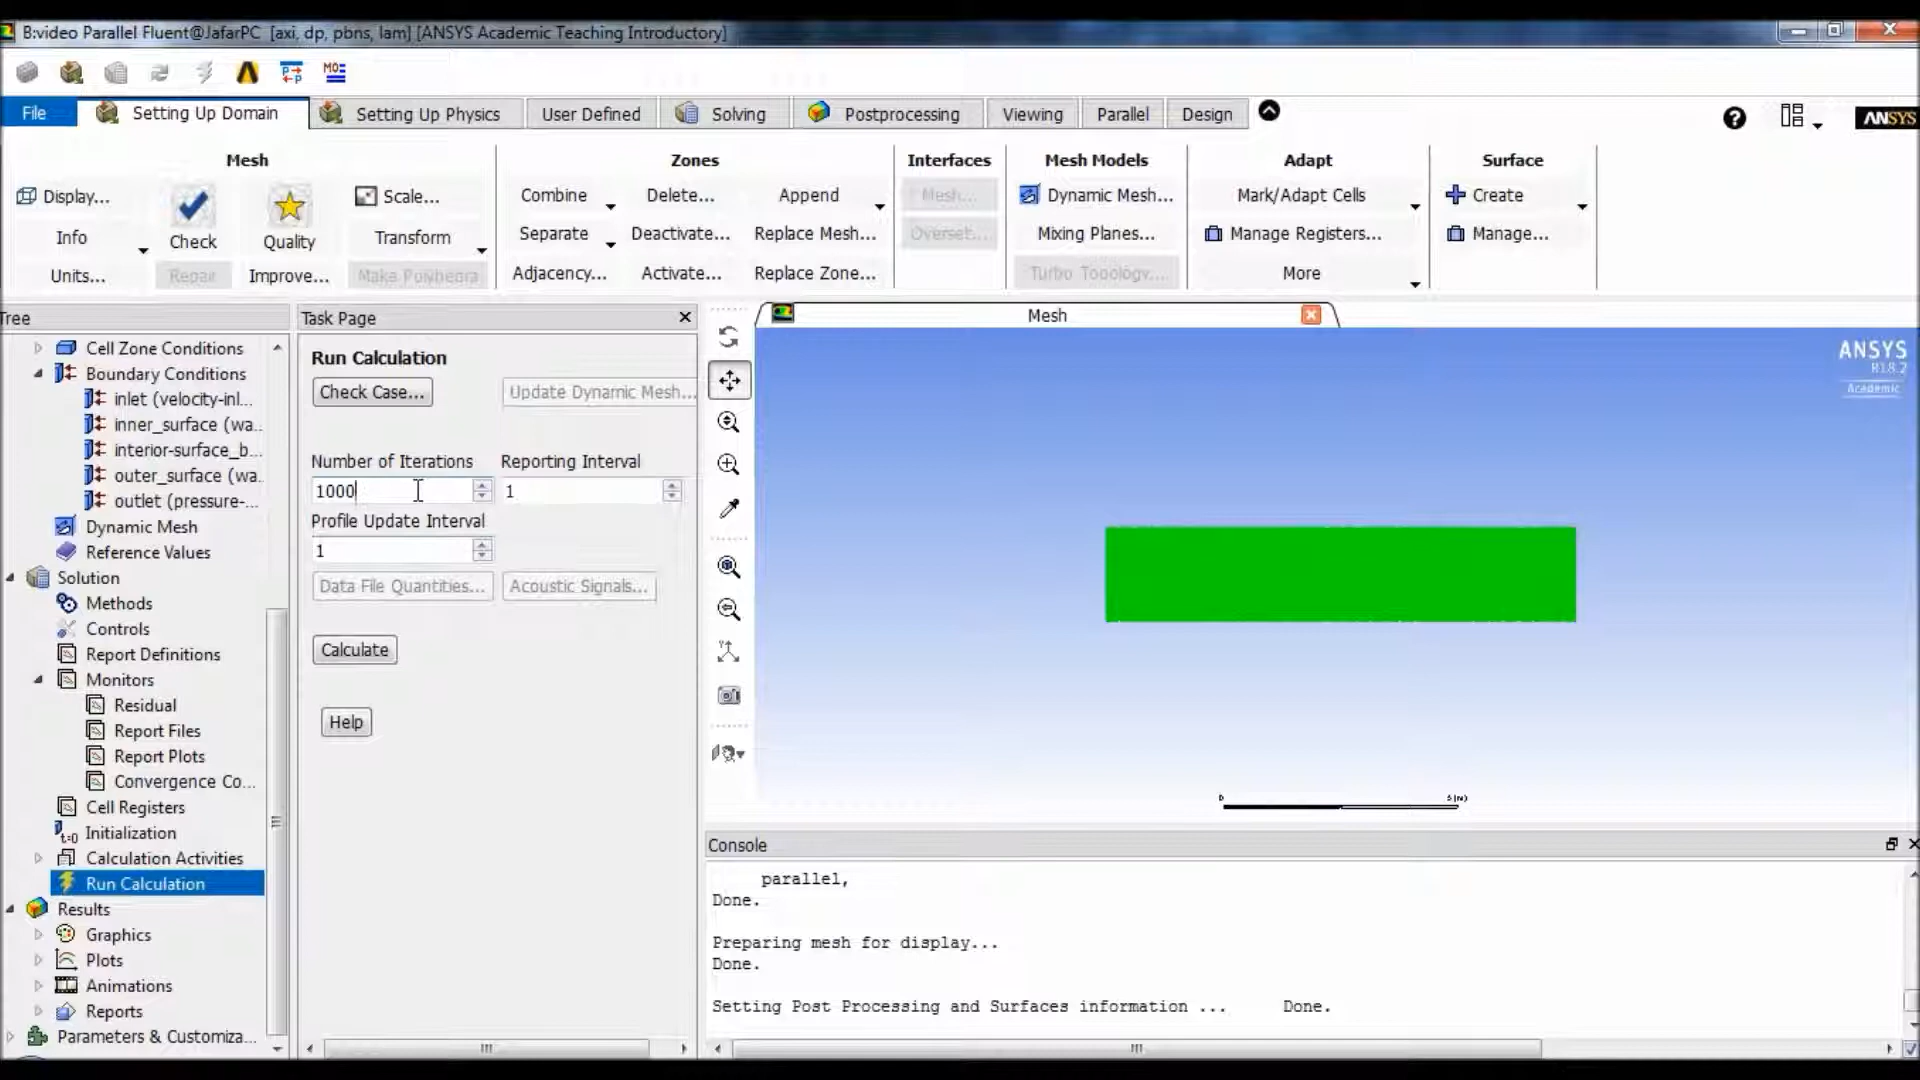 B:video Parallel Fluent@JafarPC [axi, dp, pbns, lam] [ANSYS Academic Teaching Introductory]
File
Setting Up Domain
Setting Up Physics
User Defined
Solving
Postprocessing
Viewing
Parallel
Design
ANSYS
Mesh
Display...
Info
Units...
Check
Repair
Quality
Improve...
Scale...
Transform
Make Polyhedra
Zones
Combine
Separate
Adjacency...
Delete...
Deactivate...
Activate...
Append
Replace Mesh...
Replace Zone...
Interfaces
Mesh...
Overset...
Mesh Models
Dynamic Mesh...
Mixing Planes...
Turbo Topology...
Adapt
Mark/Adapt Cells
Manage Registers...
More
Surface
Create
Manage...
Tree
Cell Zone Conditions
Boundary Conditions
inlet (velocity-inl...
inner_surface (wa..
interior-surface_b...
outer_surface (wa..
outlet (pressure-...
Dynamic Mesh
Reference Values
Solution
Methods
Controls
Report Definitions
Monitors
Residual
Report Files
Report Plots
Convergence Co...
Cell Registers
t=0 Initialization
Calculation Activities
Run Calculation
Results
Graphics
Plots
Animations
Reports
Parameters & Customiza...
Task Page
Run Calculation
Check Case...
Update Dynamic Mesh...
Number of Iterations
Reporting Interval
1000
1
Profile Update Interval
1
Data File Quantities...
Acoustic Signals...
Calculate
Help
Mesh
ANSYS
R18.2
Academic
0
5 (m)
Console
parallel,
Done.
Preparing mesh for display...
Done.
Setting Post Processing and Surfaces information ... Done.